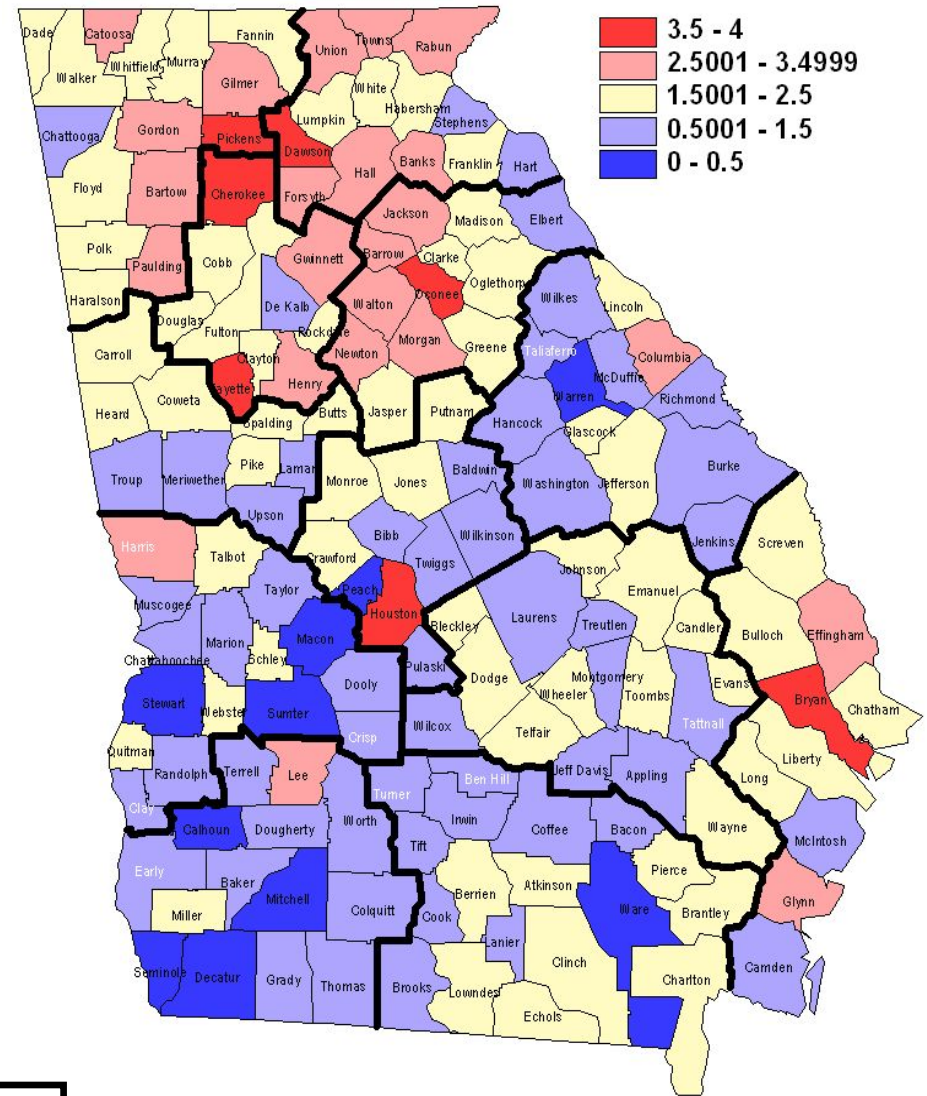 3.5 - 4
2.5001 - 3.4999
1.5001 - 2.5
0.5001 - 1.5
0 - 0.5
Dade
Catoosa
Fannin
Union
Towns
Rabun
Walker
Whitfield
Murray
Gilmer
White
Habersham
Lumpkin
Stephens
Chattooga
Gordon
Pickens
Dawson
Hall
Banks
Franklin
Hart
Floyd
Bartow
Cherokee
Forsyth
Jackson
Madison
Elbert
Polk
Paulding
Cobb
Gwinnett
Barrow
Clarke
Oglethorp
Haralson
Douglas
Fulton
De Kalb
Rockdale
Walton
Oconee
Wilkes
Lincoln
Carroll
Clayton
Fayette
Henry
Newton
Morgan
Greene
Taliaferro
McDuffie
Columbia
Warren
Richmond
Heard
Coweta
Spalding
Butts
Jasper
Putnam
Hancock
Glascock
Troup
Meriwether
Pike
Lamar
Monroe
Jones
Baldwin
Washington
Jefferson
Burke
Upson
Bibb
Wilkinson
Jenkins
Screven
Harris
Talbot
Crawford
Twiggs
Johnson
Muscogee
Taylor
Peach
Houston
Bleckley
Laurens
Treutlen
Emanuel
Candler
Bulloch
Effingham
Chattahoochee
Marion
Schley
Macon
Pulaski
Dodge
Wheeler
Montgomery
Toombs
Evans
Bryan
Chatham
Stewart
Webster
Sumter
Dooly
Wilcox
Telfair
Tattnall
Liberty
Quitman
Randolph
Terrell
Lee
Crisp
Ben Hill
Jeff Davis
Appling
Long
Clay
Calhoun
Dougherty
Worth
Turner
Irwin
Coffee
Bacon
Wayne
McIntosh
Early
Baker
Mitchell
Tift
Berrien
Atkinson
Pierce
Miller
Colquitt
Cook
Ware
Brantley
Glynn
Seminole
Decatur
Grady
Thomas
Brooks
Lanier
Lowndes
Clinch
Echols
Charlton
Camden